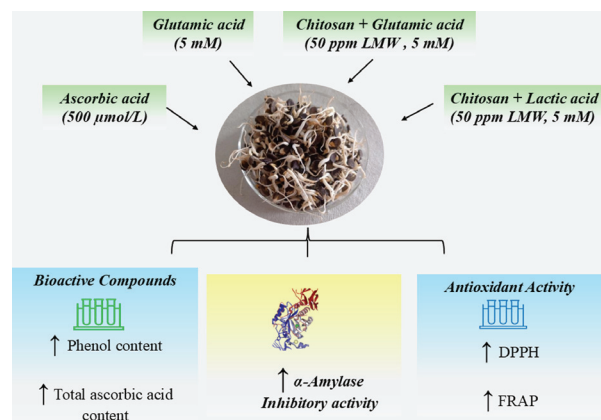 Glutamic acid
(5 mM)
Chitosan + Glutamic acid
(50 ppm LMW , 5 mM)
Ascorbic acid
(500 µmol/L)
Chitosan + Lactic acid
(50 ppm LMW, 5 mM)
Bioactive Compounds
↑ Phenol content
↑ Total ascorbic acid
content
↑ α-Amylase
Inhibitory activity
Antioxidant Activity
↑ DPPH
↑ FRAP